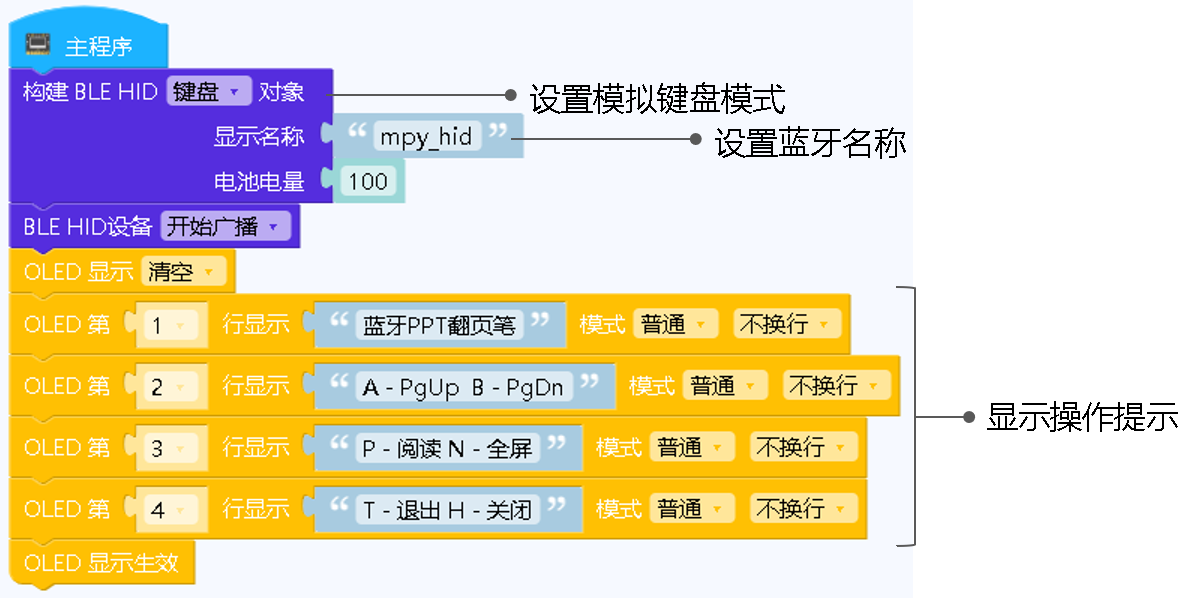 主程序
构建 BLE HID 键盘 对象
设置模拟键盘模式
显示名称 “ mpy_hid ”
设置蓝牙名称
电池电量 100
BLE HID设备 开始广播
OLED 显示 清空
OLED 第 1 行显示 “ 蓝牙PPT翻页笔 ” 模式 普通 不换行
OLED 第 2 行显示 “ A - PgUp B - PgDn ” 模式 普通 不换行
OLED 第 3 行显示 “ P - 阅读 N - 全屏 ” 模式 普通 不换行
OLED 第 4 行显示 “ T - 退出 H - 关闭 ” 模式 普通 不换行
显示操作提示
OLED 显示生效